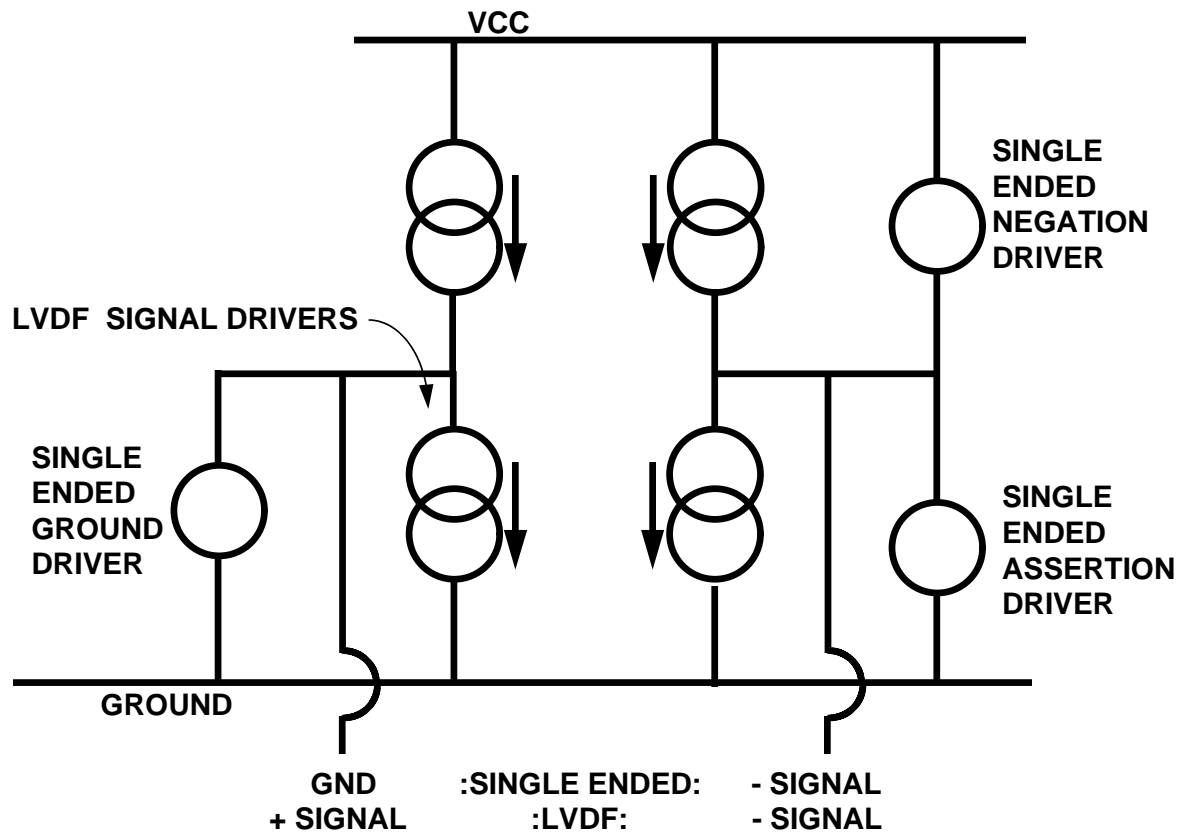 VCC
SINGLE
ENDED
NEGATION
DRIVER
LVDF SIGNAL DRIVERS
SINGLE
ENDED
GROUND
DRIVER
SINGLE
ENDED
ASSERTION
DRIVER
GROUND
GND :SINGLE ENDED: - SIGNAL
+ SIGNAL :LVDF: - SIGNAL